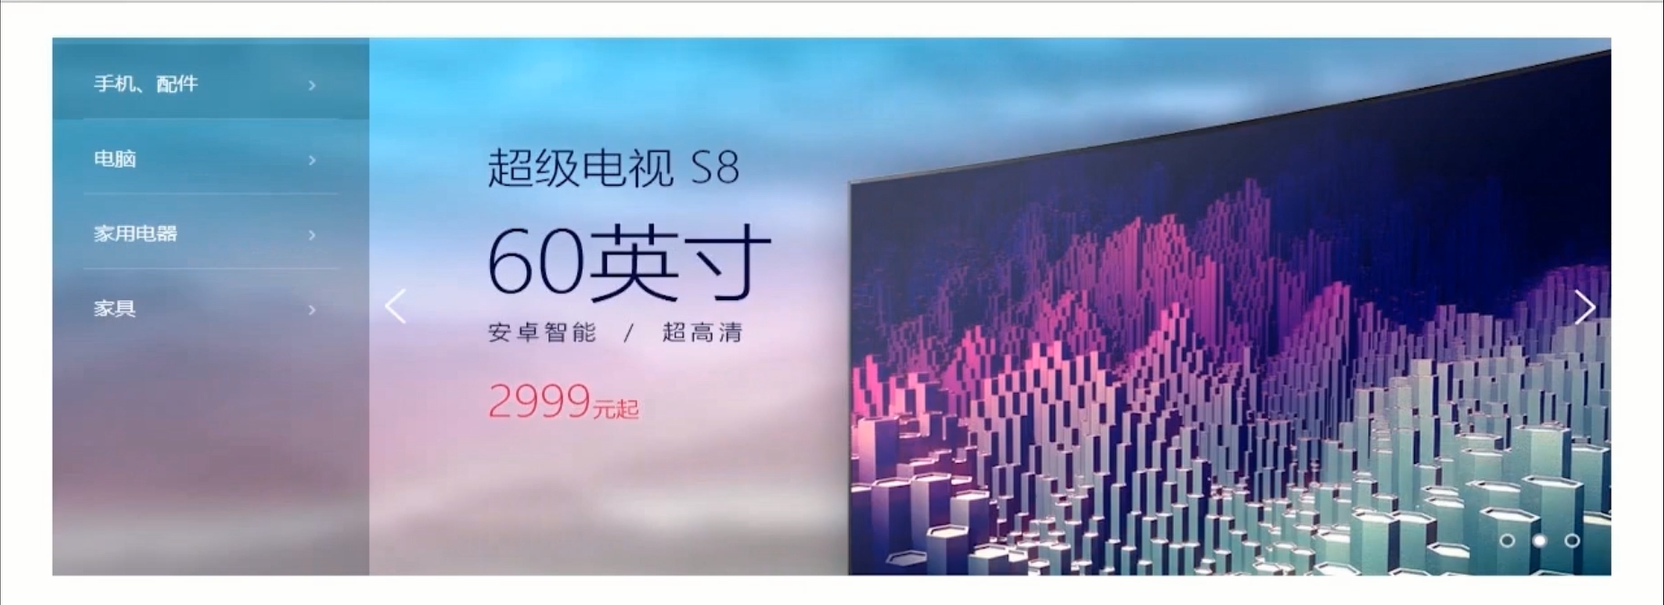 手机、配件
电脑
家用电器
家具
超级电视 S8
60英寸
安卓智能 / 超高清
2999元起